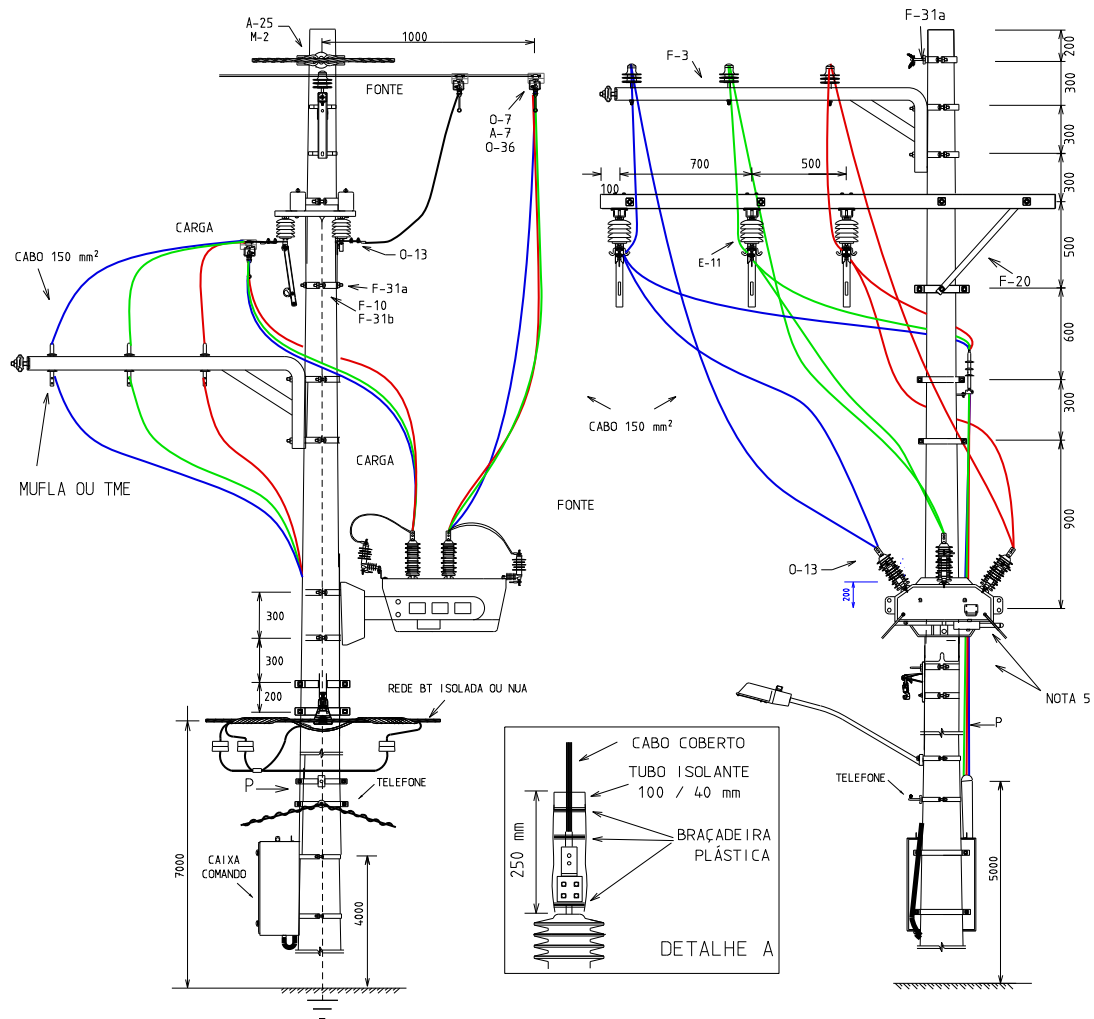 A-25
M-2
1000
FONTE
O-7
A-7
O-36
CARGA
CABO 150 mm²
O-13
F-31a
F-10
F-31b
CARGA
MUFLA OU TME
300
300
200
REDE BT ISOLADA OU NUA
P
TELEFONE
CAIXA
COMANDO
7000
4000
F-31a
F-3
200
300
300
300
700
500
100
E-11
500
F-20
600
300
CABO 150 mm²
900
FONTE
O-13
200
NOTA 5
P
TELEFONE
5000
CABO COBERTO
TUBO ISOLANTE
100 / 40 mm
250 mm
BRAÇADEIRA
PLÁSTICA
DETALHE A